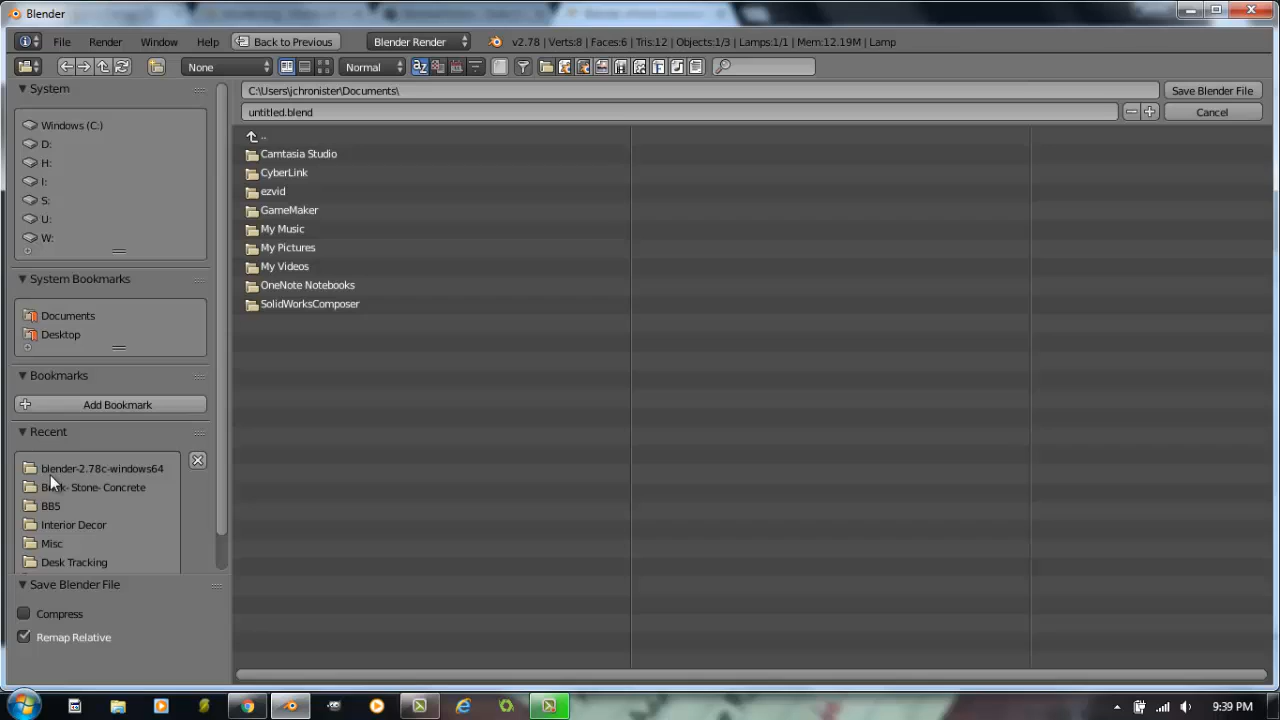 Blender
File Render Window Help Back to Previous Blender Render v2.78 | Verts:8 | Faces:6 | Tris:12 | Objects:1/3 | Lamps:1/1 | Mem:12.19M | Lamp
None Normal
System
C:\Users\jchronister\Documents\ Save Blender File
untitled.blend Cancel
Windows (C:)
D:
H:
I:
S:
U:
W:
..
Camtasia Studio
CyberLink
ezvid
GameMaker
My Music
My Pictures
My Videos
OneNote Notebooks
SolidWorksComposer
System Bookmarks
Documents
Desktop
Bookmarks
Add Bookmark
Recent
blender-2.78c-windows64
Stone- Concrete
BB5
Interior Decor
Misc
Desk Tracking
Save Blender File
Compress
Remap Relative
9:39 PM